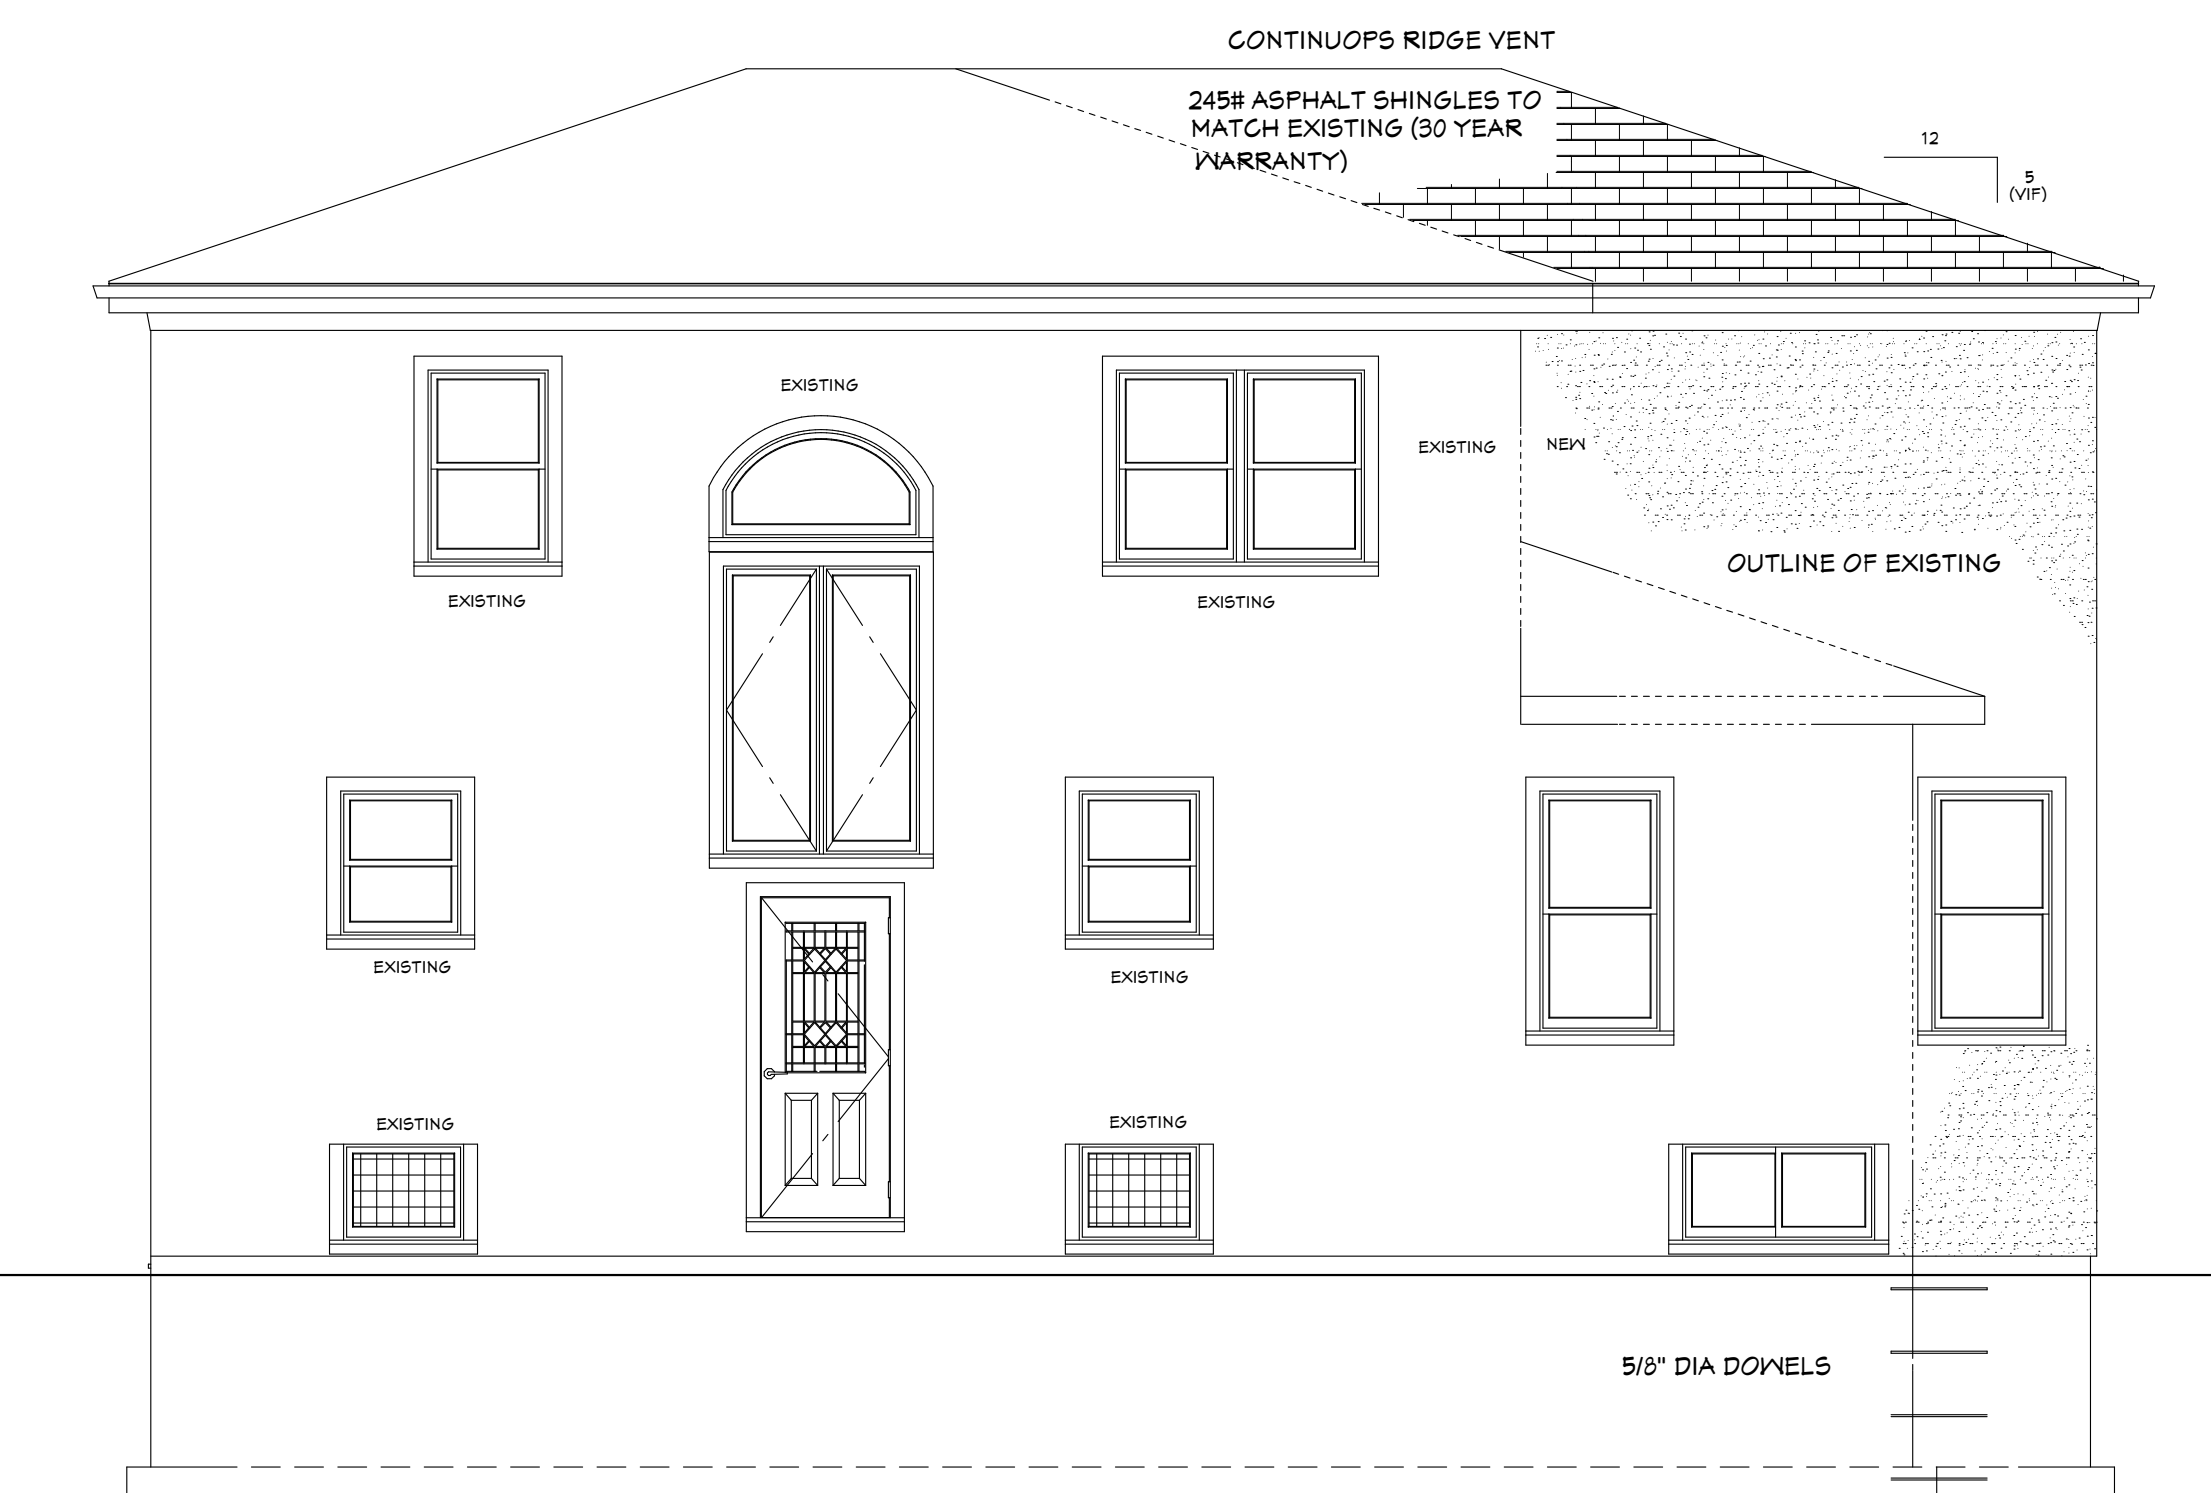 CONTINUOPS RIDGE VENT
245# ASPHALT SHINGLES TO
MATCH EXISTING (30 YEAR
WARRANTY)
12
5
(VIF)
EXISTING
EXISTING
NEW
OUTLINE OF EXISTING
EXISTING
EXISTING
EXISTING
EXISTING
EXISTING
EXISTING
5/8" DIA DOWELS